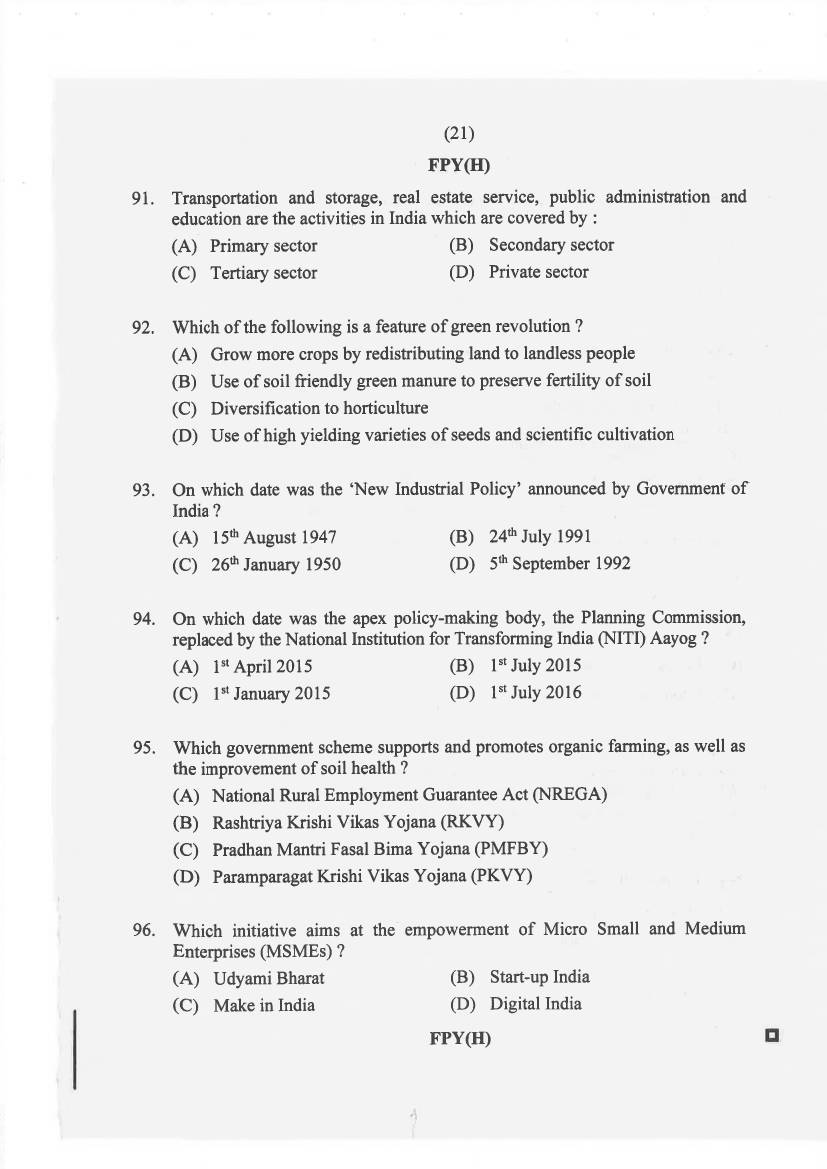 (21)
FPY(H)
91. Transportation and storage, real estate service, public administration and
education are the activities in India which are covered by :
(A) Primary sector (B) Secondary sector
(C) Tertiary sector (D) Private sector
92. Which of the following is a feature of green revolution ?
(A) Grow more crops by redistributing land to landless people
(B) Use of soil friendly green manure to preserve fertility of soil
(C) Diversification to horticulture
(D) Use of high yielding varieties of seeds and scientific cultivation
93. On which date was the ‘New Industrial Policy’ announced by Government of
India ?
(A) 15th August 1947 (B) 24th July 1991
(C) 26th January 1950 (D) 5th September 1992
94. On which date was the apex policy-making body, the Planning Commission,
replaced by the National Institution for Transforming India (NITI) Aayog ?
(A) 1st April 2015 (B) 1st July 2015
(C) 1st January 2015 (D) 1st July 2016
95. Which government scheme supports and promotes organic farming, as well as
the improvement of soil health ?
(A) National Rural Employment Guarantee Act (NREGA)
(B) Rashtriya Krishi Vikas Yojana (RKVY)
(C) Pradhan Mantri Fasal Bima Yojana (PMFBY)
(D) Paramparagat Krishi Vikas Yojana (PKVY)
96. Which initiative aims at the empowerment of Micro Small and Medium
Enterprises (MSMEs) ?
(A) Udyami Bharat (B) Start-up India
(C) Make in India (D) Digital India
FPY(H)